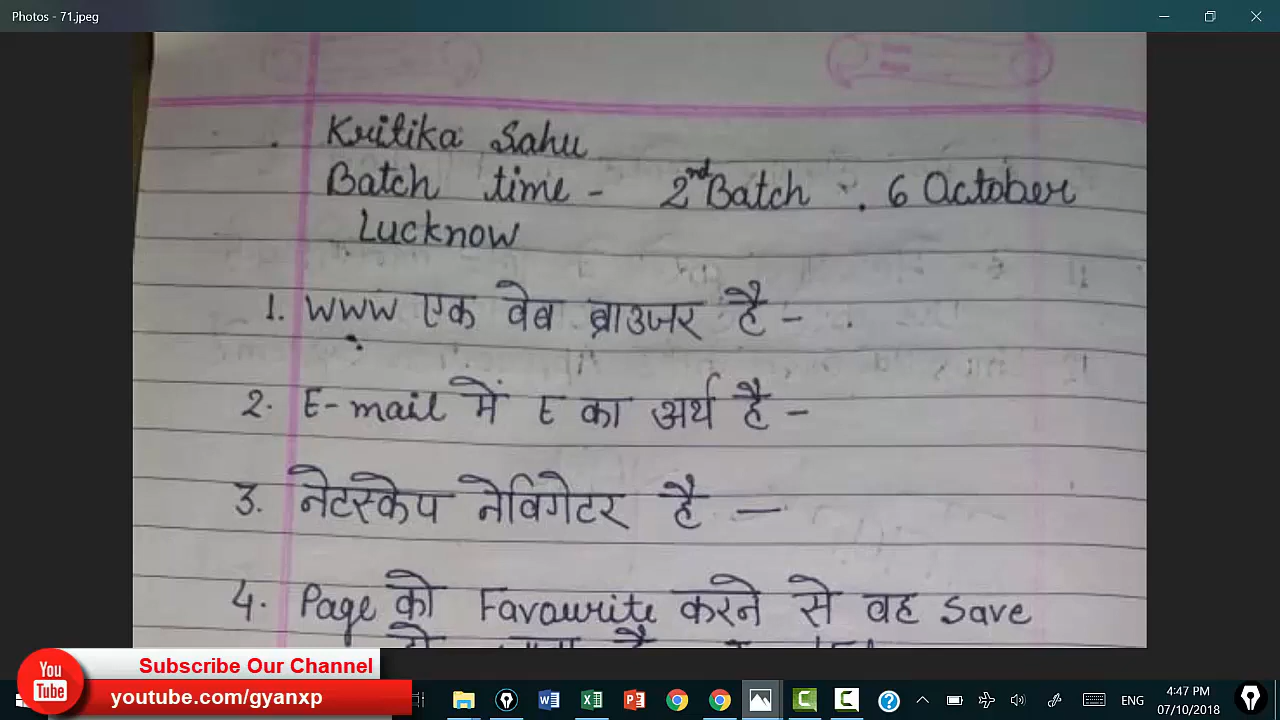 Photos - 71.jpeg
Kritika Sahu
Batch time - 2nd Batch . 6 October
Lucknow
1. WWW एक वेब ब्राउजर है -
2. E-mail में E का अर्थ है -
3. नेटस्केप नेविगेटर है —
4. Page को Favourite करने से वह Save
You
Tube
Subscribe Our Channel
youtube.com/gyanxp
ENG
4:47 PM
07/10/2018